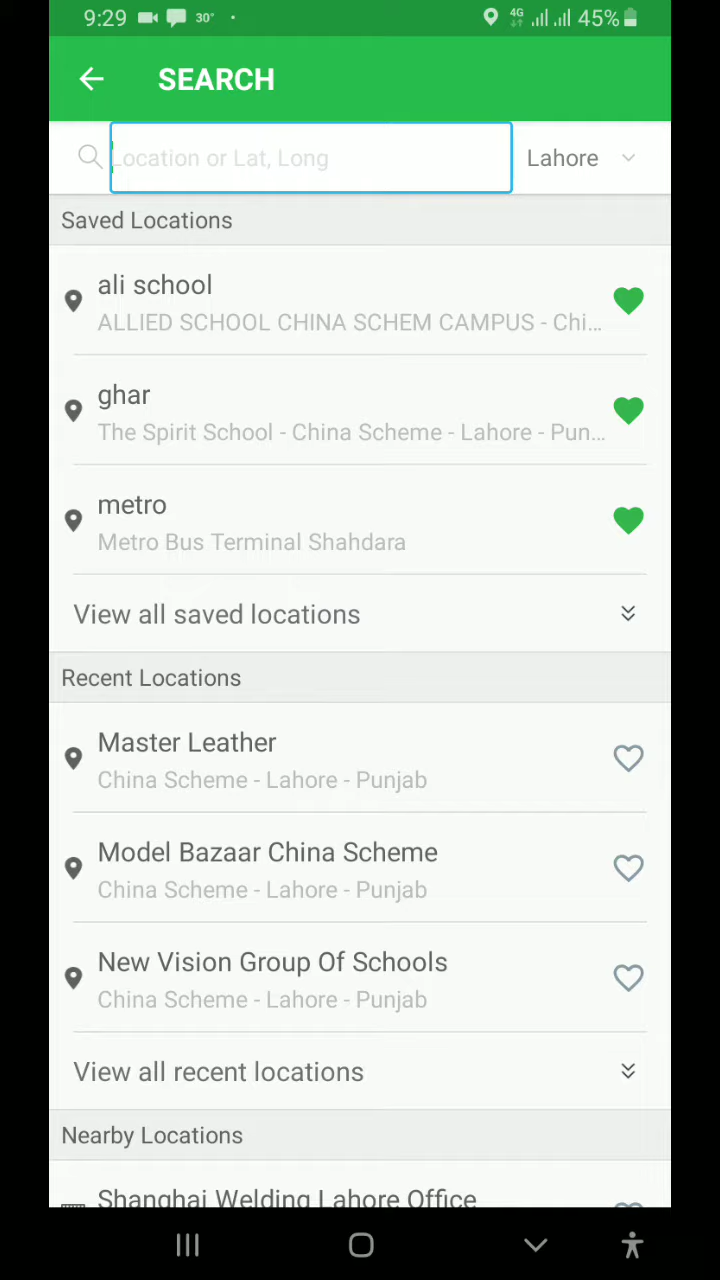 9:29 30° 4G 45%
SEARCH
Location or Lat, Long Lahore
Saved Locations
ali school
ALLIED SCHOOL CHINA SCHEM CAMPUS - Chi...
ghar
The Spirit School - China Scheme - Lahore - Pun...
metro
Metro Bus Terminal Shahdara
View all saved locations
Recent Locations
Master Leather
China Scheme - Lahore - Punjab
Model Bazaar China Scheme
China Scheme - Lahore - Punjab
New Vision Group Of Schools
China Scheme - Lahore - Punjab
View all recent locations
Nearby Locations
Shanghai Welding Lahore Office